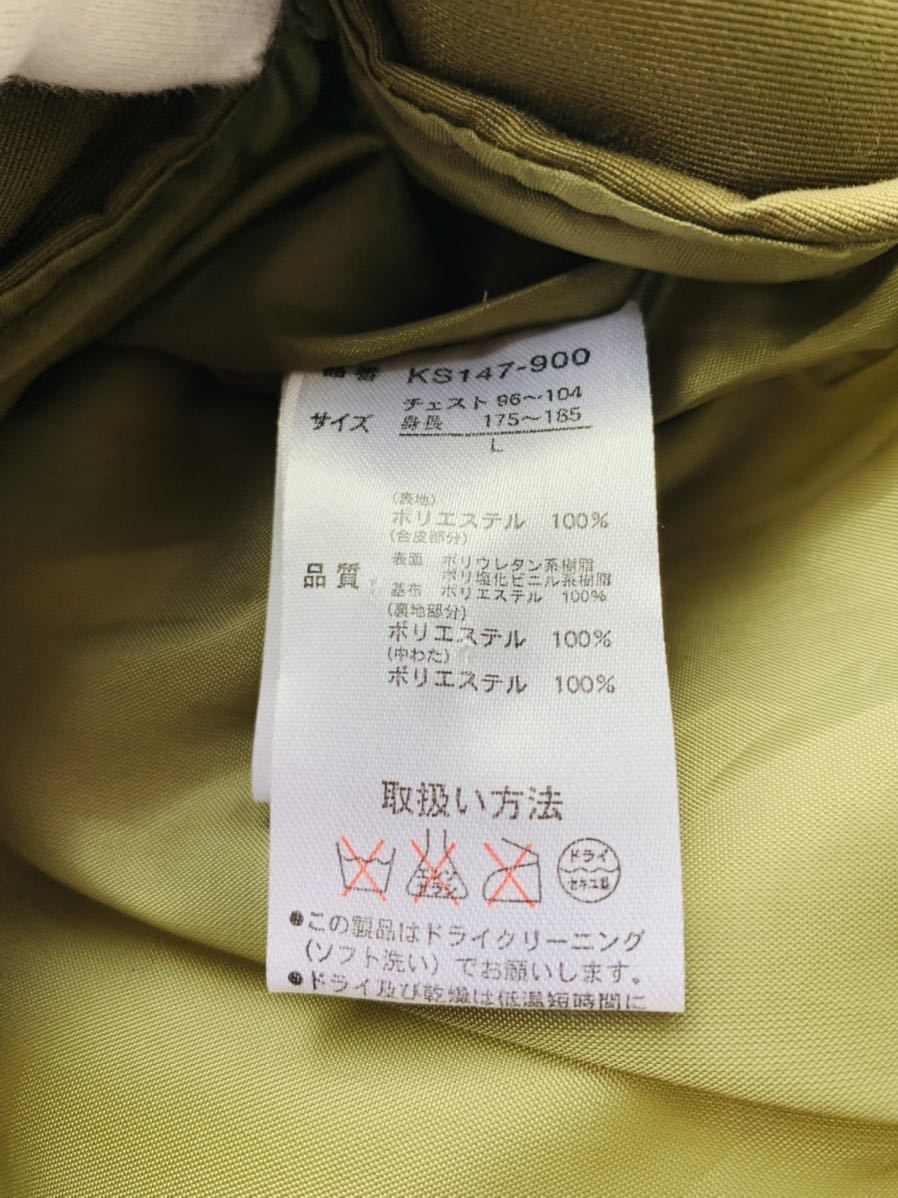 品番 KS147-900
サイズ チェスト 96～104
身長 175～185
L
(表地)
ポリエステル 100%
(合皮部分)
表面 ポリウレタン系樹脂
ポリ塩化ビニル系樹脂
品質
基布 ポリエステル 100%
(裏地部分)
ポリエステル 100%
(中わた)
ポリエステル 100%
取扱い方法
エンソ
サラシ
ドライ
セキユ系
●この製品はドライクリーニング
(ソフト洗い)でお願いします。
●ドライ及び乾燥は低温短時間に